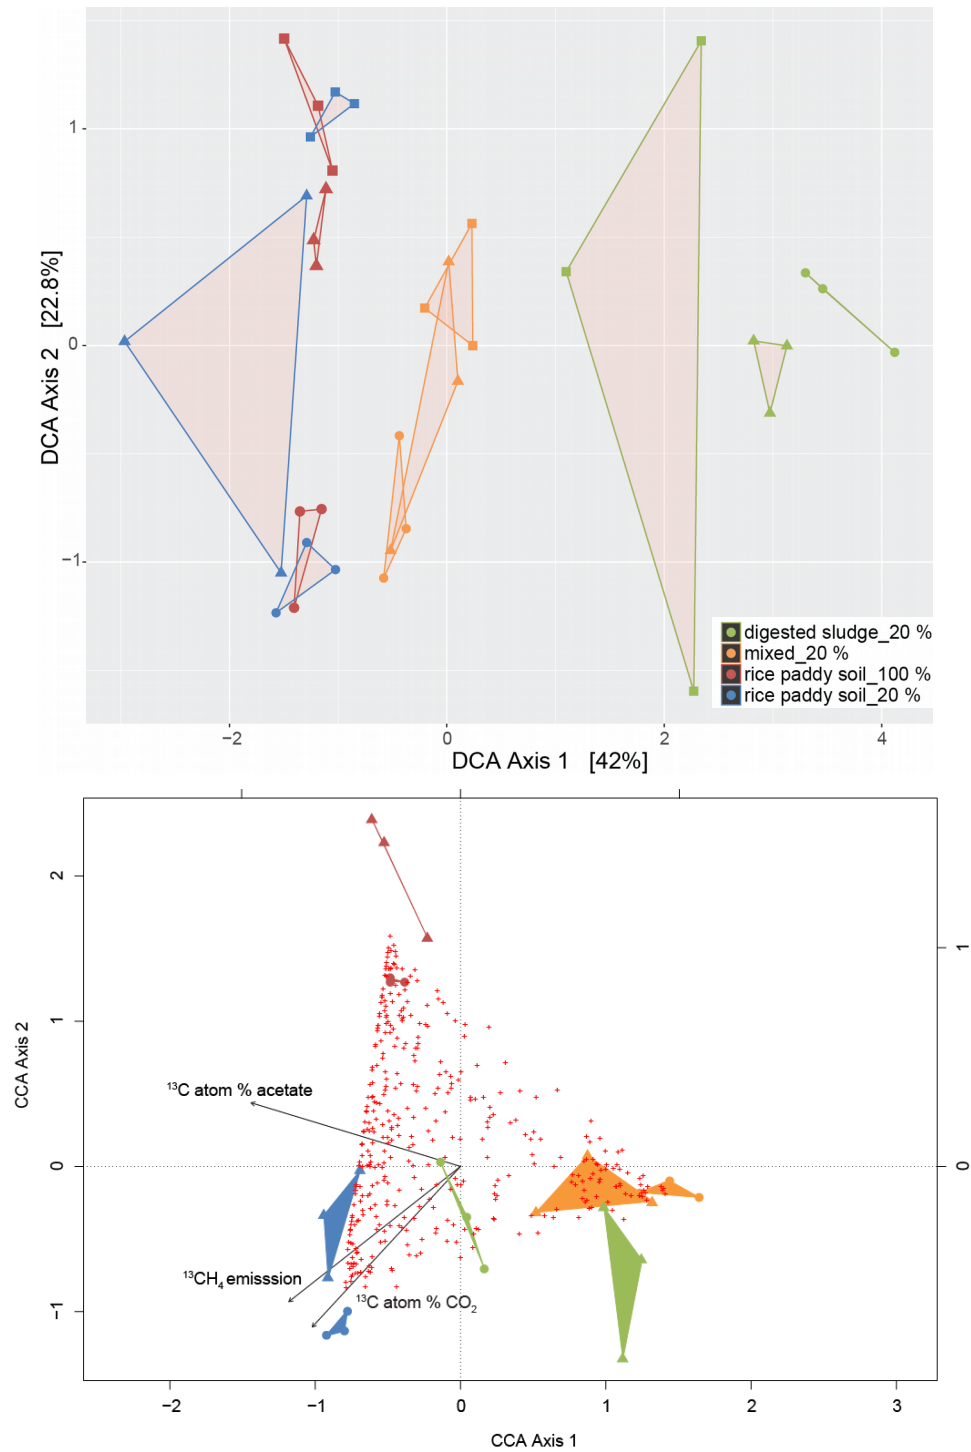 1
0
−1
DCA Axis 2 [22.8%]
digested sludge_20 %
mixed_20 %
rice paddy soil_100 %
rice paddy soil_20 %
−2
0
2
4
DCA Axis 1 [42%]
2
1
0
−1
CCA Axis 2
1
0
¹³C atom % acetate
¹³CH₄ emisssion
¹³C atom % CO₂
−2
−1
0
1
2
3
CCA Axis 1